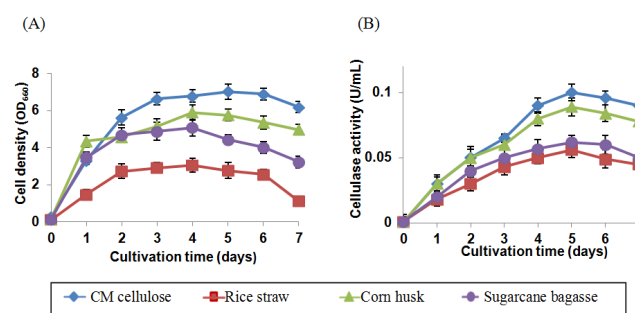 (A)
(B)
Cell density (OD660)
8
6
4
2
0
0 1 2 3 4 5 6 7
Cultivation time (days)
Cellulase activity (U/mL)
0.1
0.05
0
0 1 2 3 4 5 6
Cultivation time (days)
CM cellulose Rice straw Corn husk Sugarcane bagasse